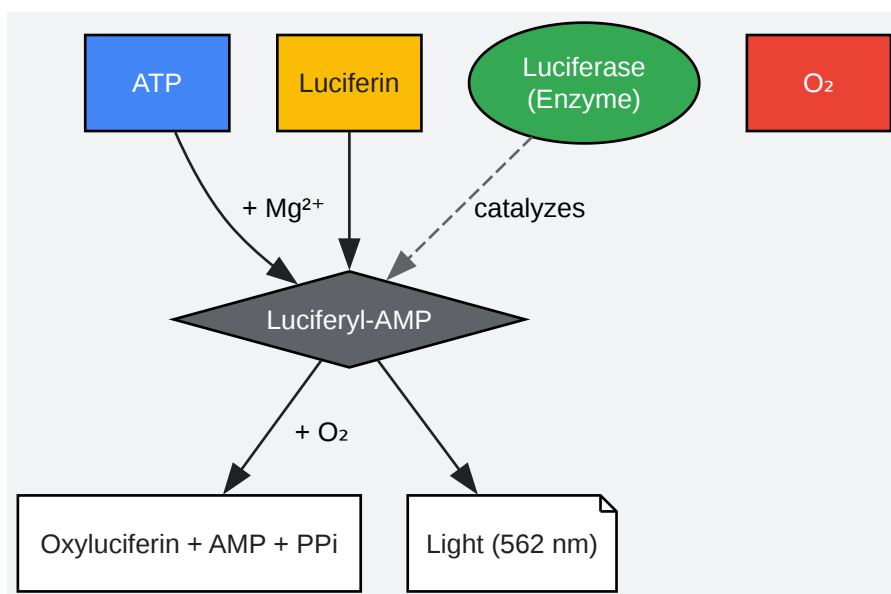 ATP
Luciferin
Luciferase
(Enzyme)
O₂
+ Mg²⁺
catalyzes
Luciferyl-AMP
+ O₂
Oxyluciferin + AMP + PPi
Light (562 nm)